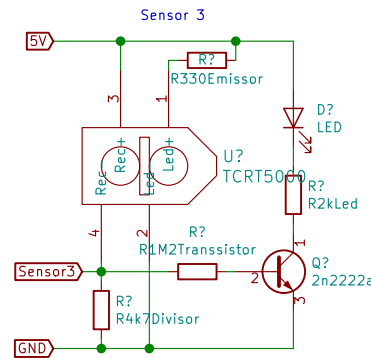 Sensor 3
5V
R?
R330Emissor
3
1
D?
LED
Rec+
Led+
Rec
Led
U?
TCRT5000
R?
R2kLed
4
2
R?
R1M2Transsistor
1
Q?
2n2222a
Sensor3
2
3
R?
R4k7Divisor
GND